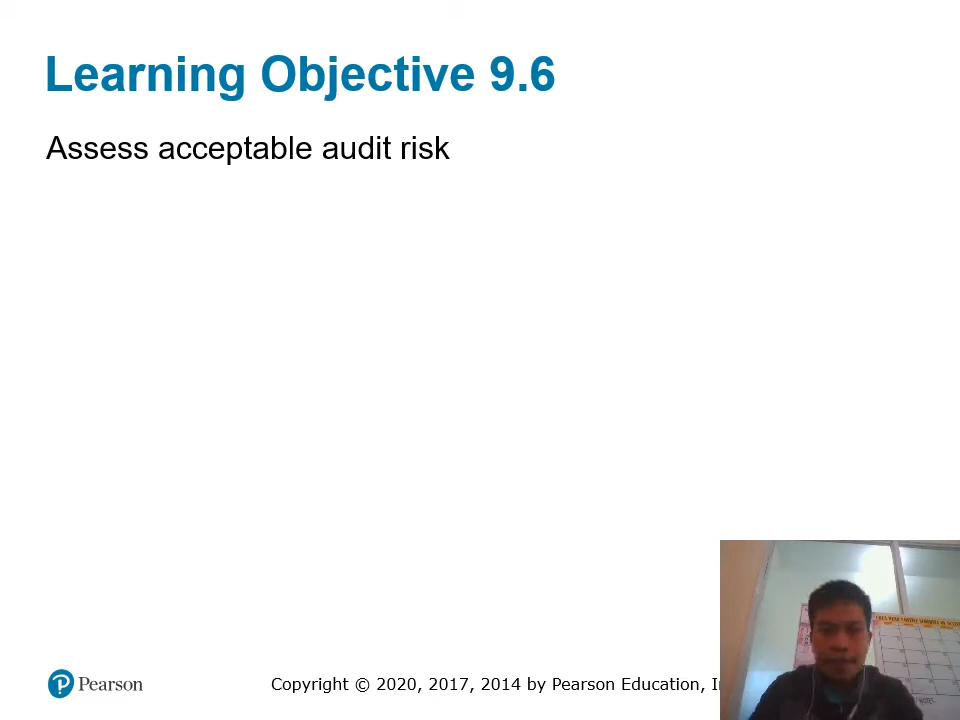 Learning Objective 9.6
Assess acceptable audit risk
Pearson
Copyright © 2020, 2017, 2014 by Pearson Education,